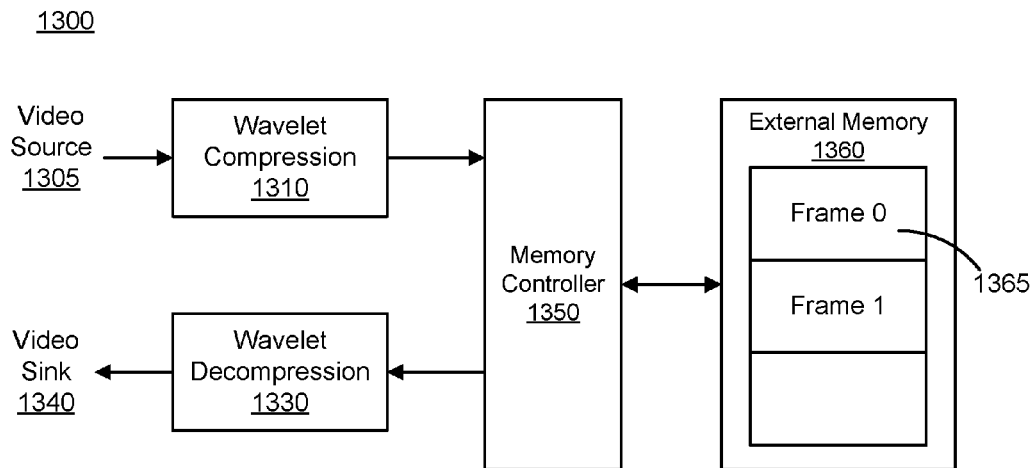 1300
Video
Source
1305
Wavelet
Compression
1310
Memory
Controller
1350
External Memory
1360
Frame 0
Frame 1
1365
Video
Sink
1340
Wavelet
Decompression
1330